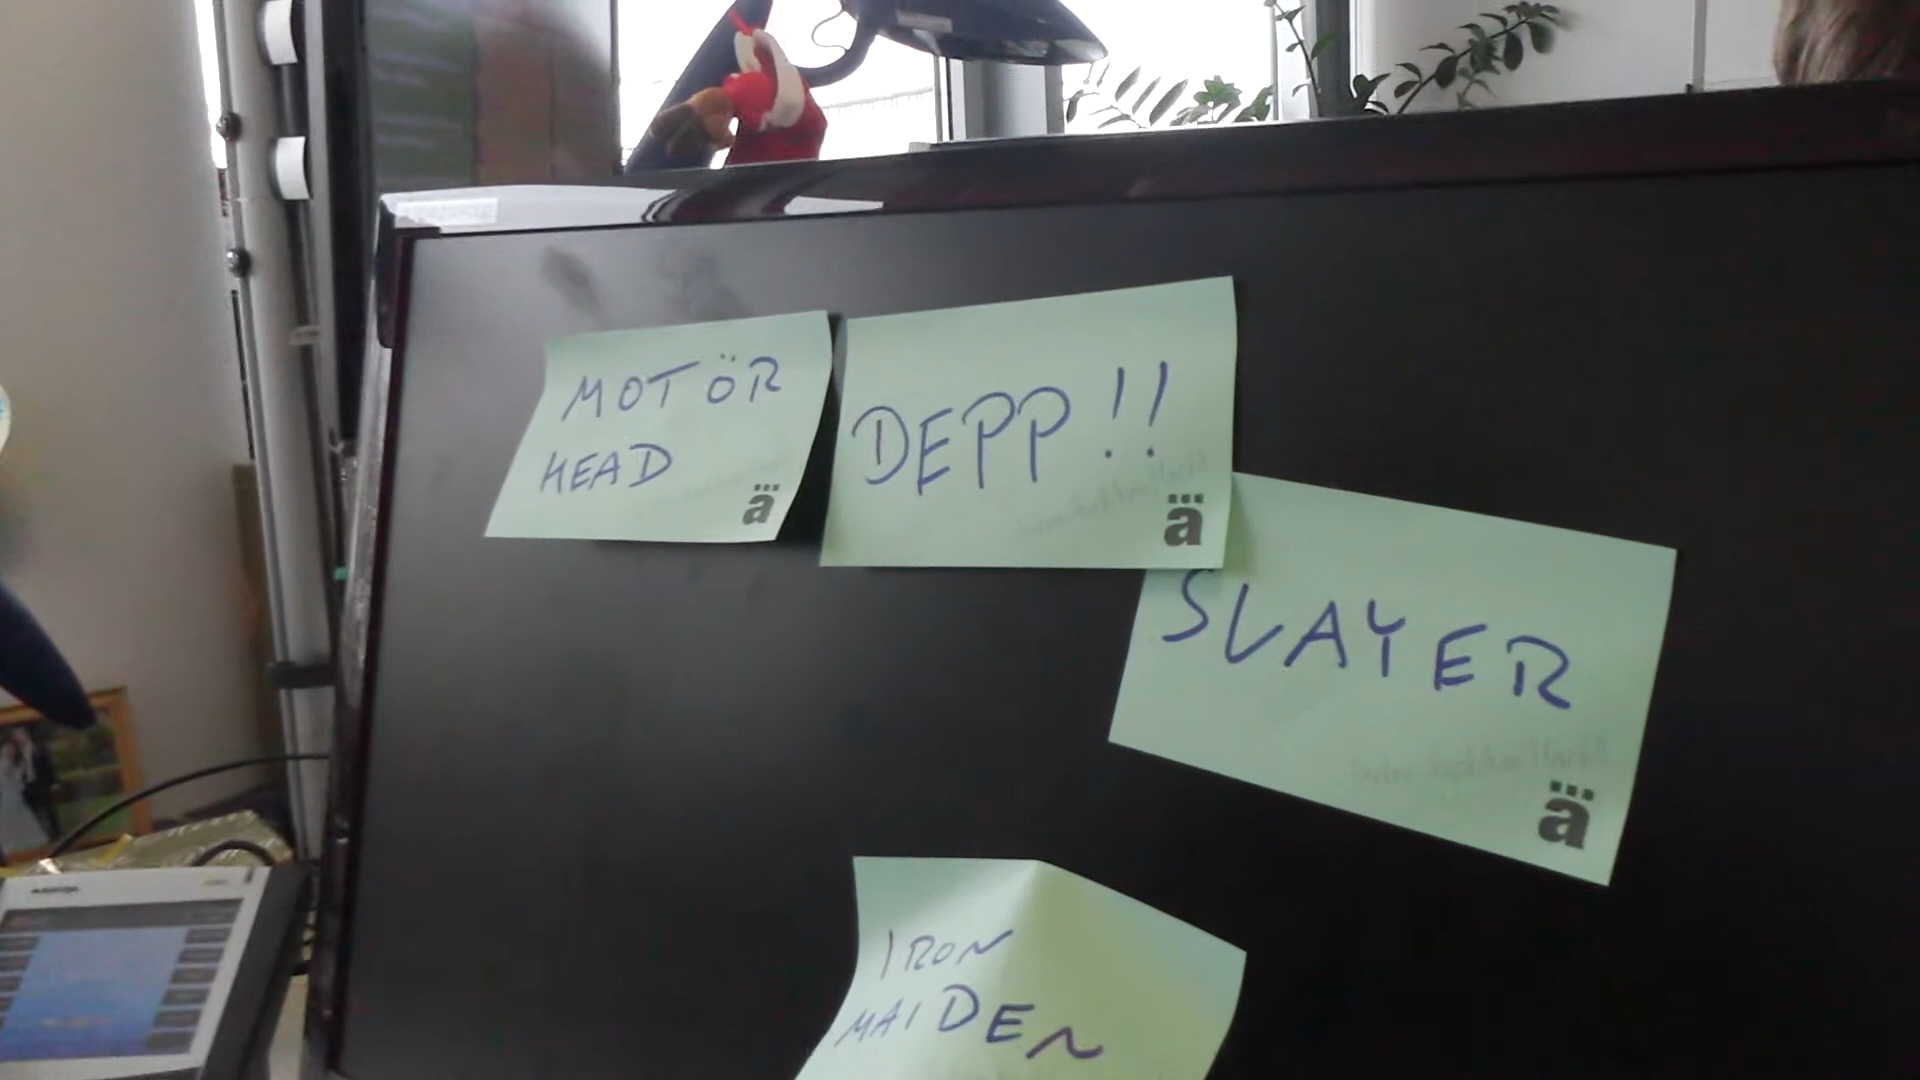 MOTÖR
HEAD
ä
DEPP!!
ä
SLAYER
ä
IRON
MAIDEN